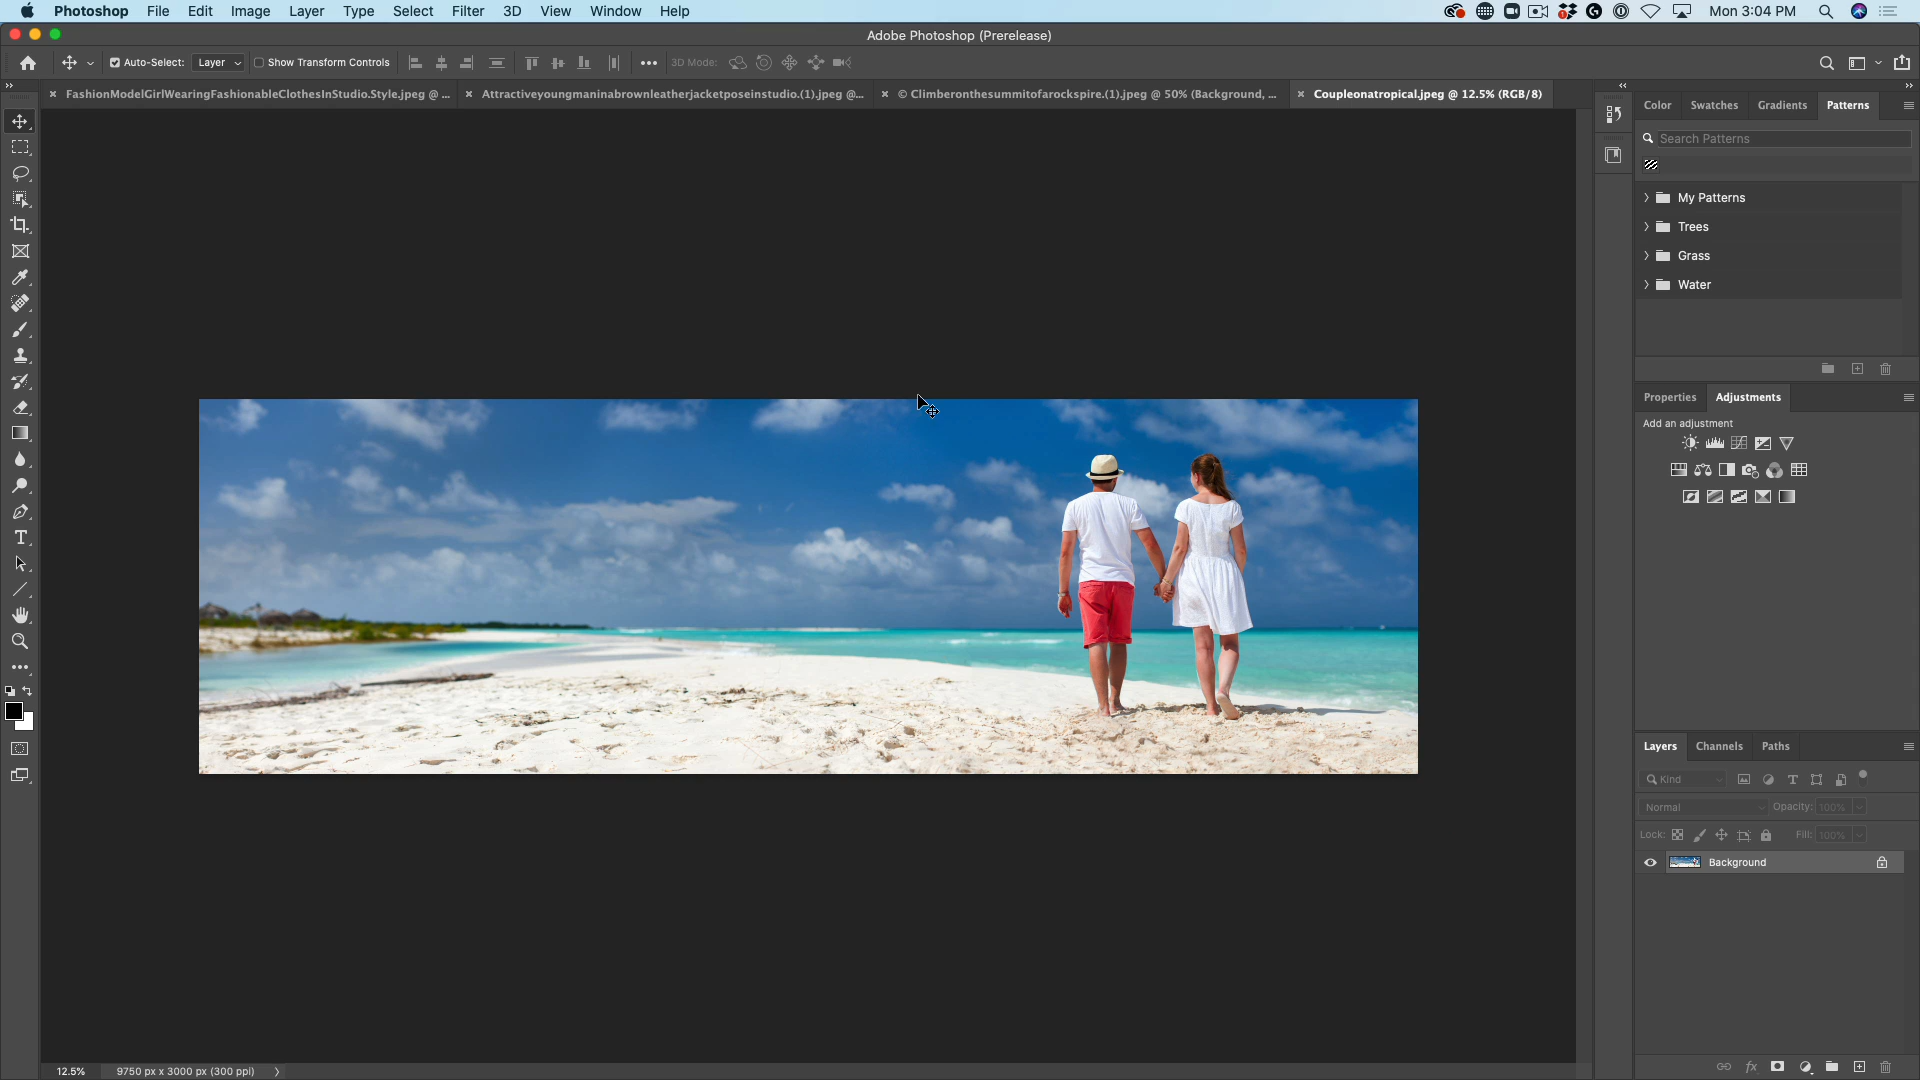 Photoshop File Edit Image Layer Type Select Filter 3D View Window Help Mon 3:04 PM
Adobe Photoshop (Prerelease)
Auto-Select: Layer Show Transform Controls 3D Mode:
FashionModelGirlWearingFashionableClothesInStudio.Style.jpeg @ ... Attractiveyoungmaninabrownleatherjacketposeinstudio.(1).jpeg @... © Climberonthesummitofarockspire.(1).jpeg @ 50% (Background, ... Coupleonatropical.jpeg @ 12.5% (RGB/8)
Color Swatches Gradients Patterns
Search Patterns
My Patterns
Trees
Grass
Water
Properties Adjustments
Add an adjustment
Layers Channels Paths
Kind
Normal Opacity: 100%
Lock: Fill: 100%
Background
fx
12.5% 9750 px x 3000 px (300 ppi)